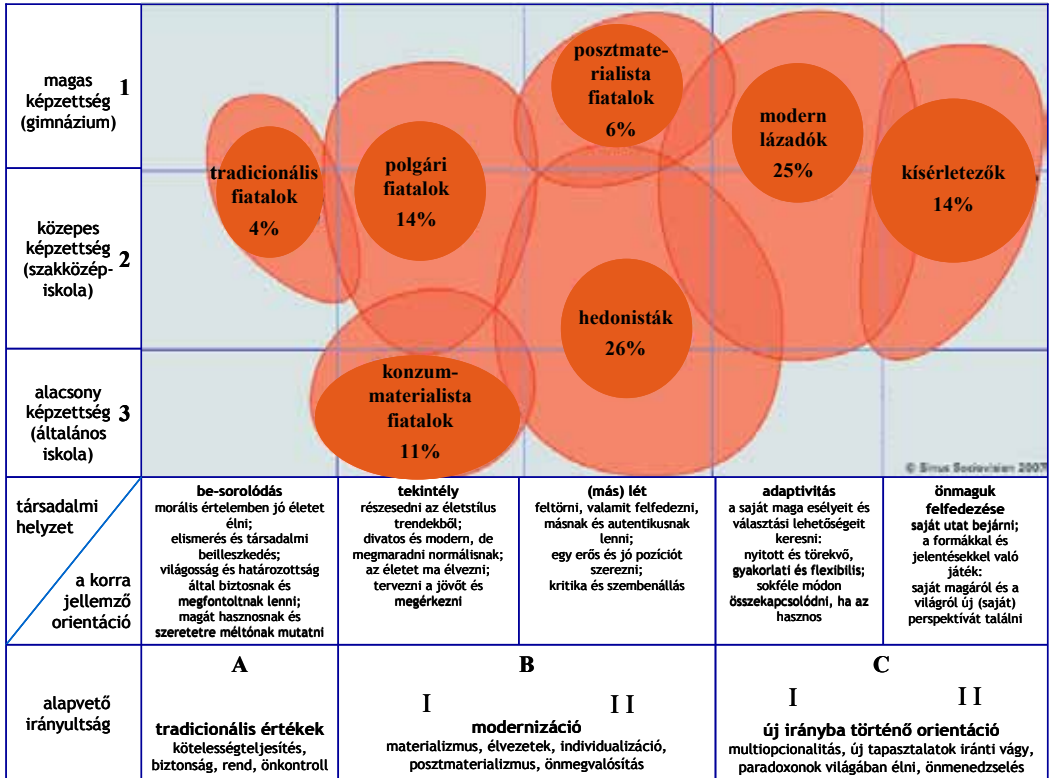 magas
képzettség 1
(gimnázium)
közepes
képzettség
(szakközép- 2
iskola)
alacsony
képzettség 3
(általános
iskola)
tradicionális
fiatalok
4%
polgári
fiatalok
14%
posztmate-
rialista
fiatalok
6%
modern
lázadók
25%
kísérletezők
14%
hedonisták
26%
konzum-
materialista
fiatalok
11%
© Sinus Sociovision 2007
társadalmi
helyzet
a korra
jellemző
orientáció
be-sorolódás
morális értelemben jó életet
élni;
elismerés és társadalmi
beilleszkedés;
világosság és határozottság
által biztosnak és
megfontoltnak lenni;
magát hasznosnak és
szeretetre méltónak mutatni
tekintély
részesedni az életstílus
trendekből;
divatos és modern, de
megmaradni normálisnak;
az életet ma élvezni;
tervezni a jövőt és
megérkezni
(más) lét
feltörni, valamit felfedezni,
másnak és autentikusnak
lenni;
egy erős és jó pozíciót
szerezni;
kritika és szembenállás
adaptivitás
a saját maga esélyeit és
választási lehetőségeit
keresni:
nyitott és törekvő,
gyakorlati és flexibilis;
sokféle módon
összekapcsolódni, ha az
hasznos
önmaguk
felfedezése
saját utat bejárni;
a formákkal és
jelentésekkel való
játék:
saját magáról és a
világról új (saját)
perspektívát találni
alapvető
irányultság
A
tradicionális értékek
kötelességteljesítés,
biztonság, rend, önkontroll
B
I II
modernizáció
materializmus, élvezetek, individualizáció,
posztmaterializmus, önmegvalósítás
C
I II
új irányba történő orientáció
multiopcionalitás, új tapasztalatok iránti vágy,
paradoxonok világában élni, önmenedzselés